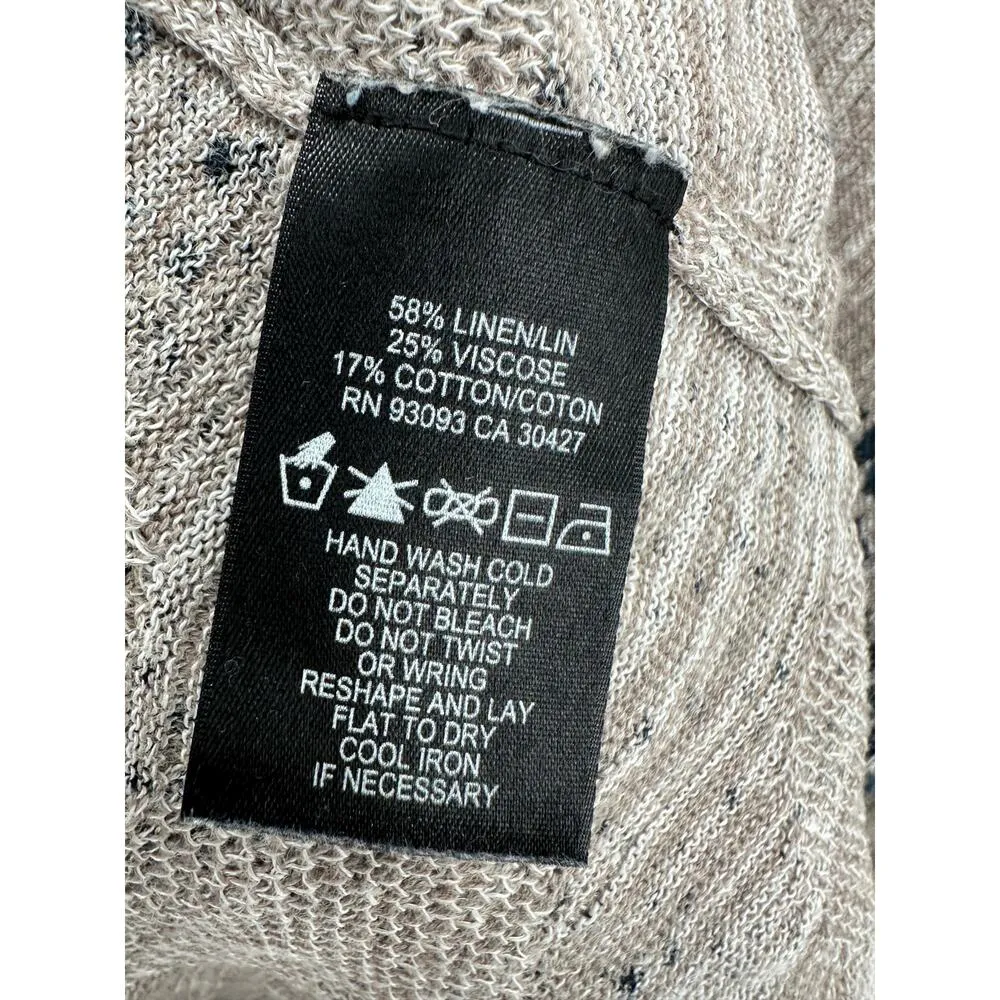 58% LINEN/LIN
25% VISCOSE
17% COTTON/COTON
RN 93093 CA 30427
HAND WASH COLD
SEPARATELY
DO NOT BLEACH
DO NOT TWIST
OR WRING
RESHAPE AND LAY
FLAT TO DRY
COOL IRON
IF NECESSARY